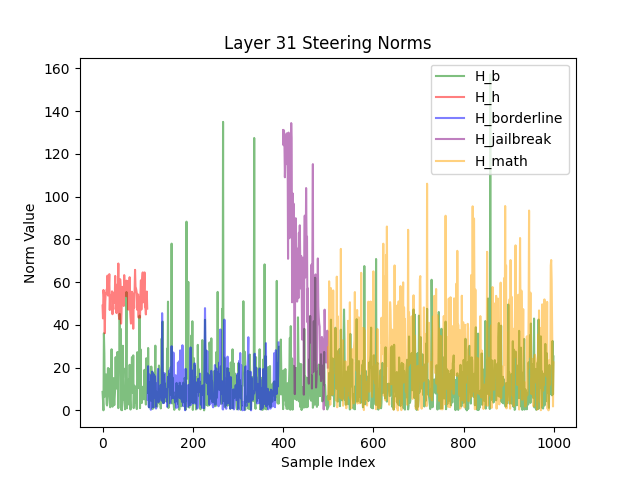 Layer 31 Steering Norms
160
140
120
100
80
60
40
20
0
Norm Value
H_b
H_h
H_borderline
H_jailbreak
H_math
0
200
400
600
800
1000
Sample Index